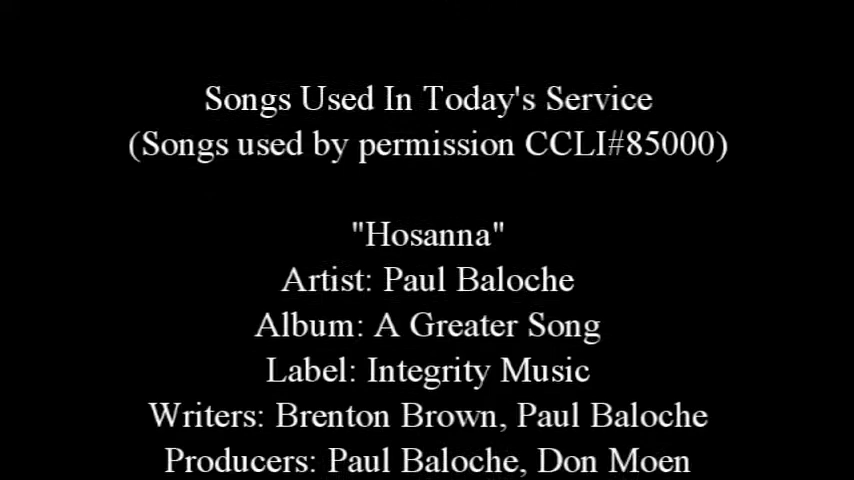 Songs Used In Today's Service
(Songs used by permission CCLI#85000)
"Hosanna"
Artist: Paul Baloche
Album: A Greater Song
Label: Integrity Music
Writers: Brenton Brown, Paul Baloche
Producers: Paul Baloche, Don Moen